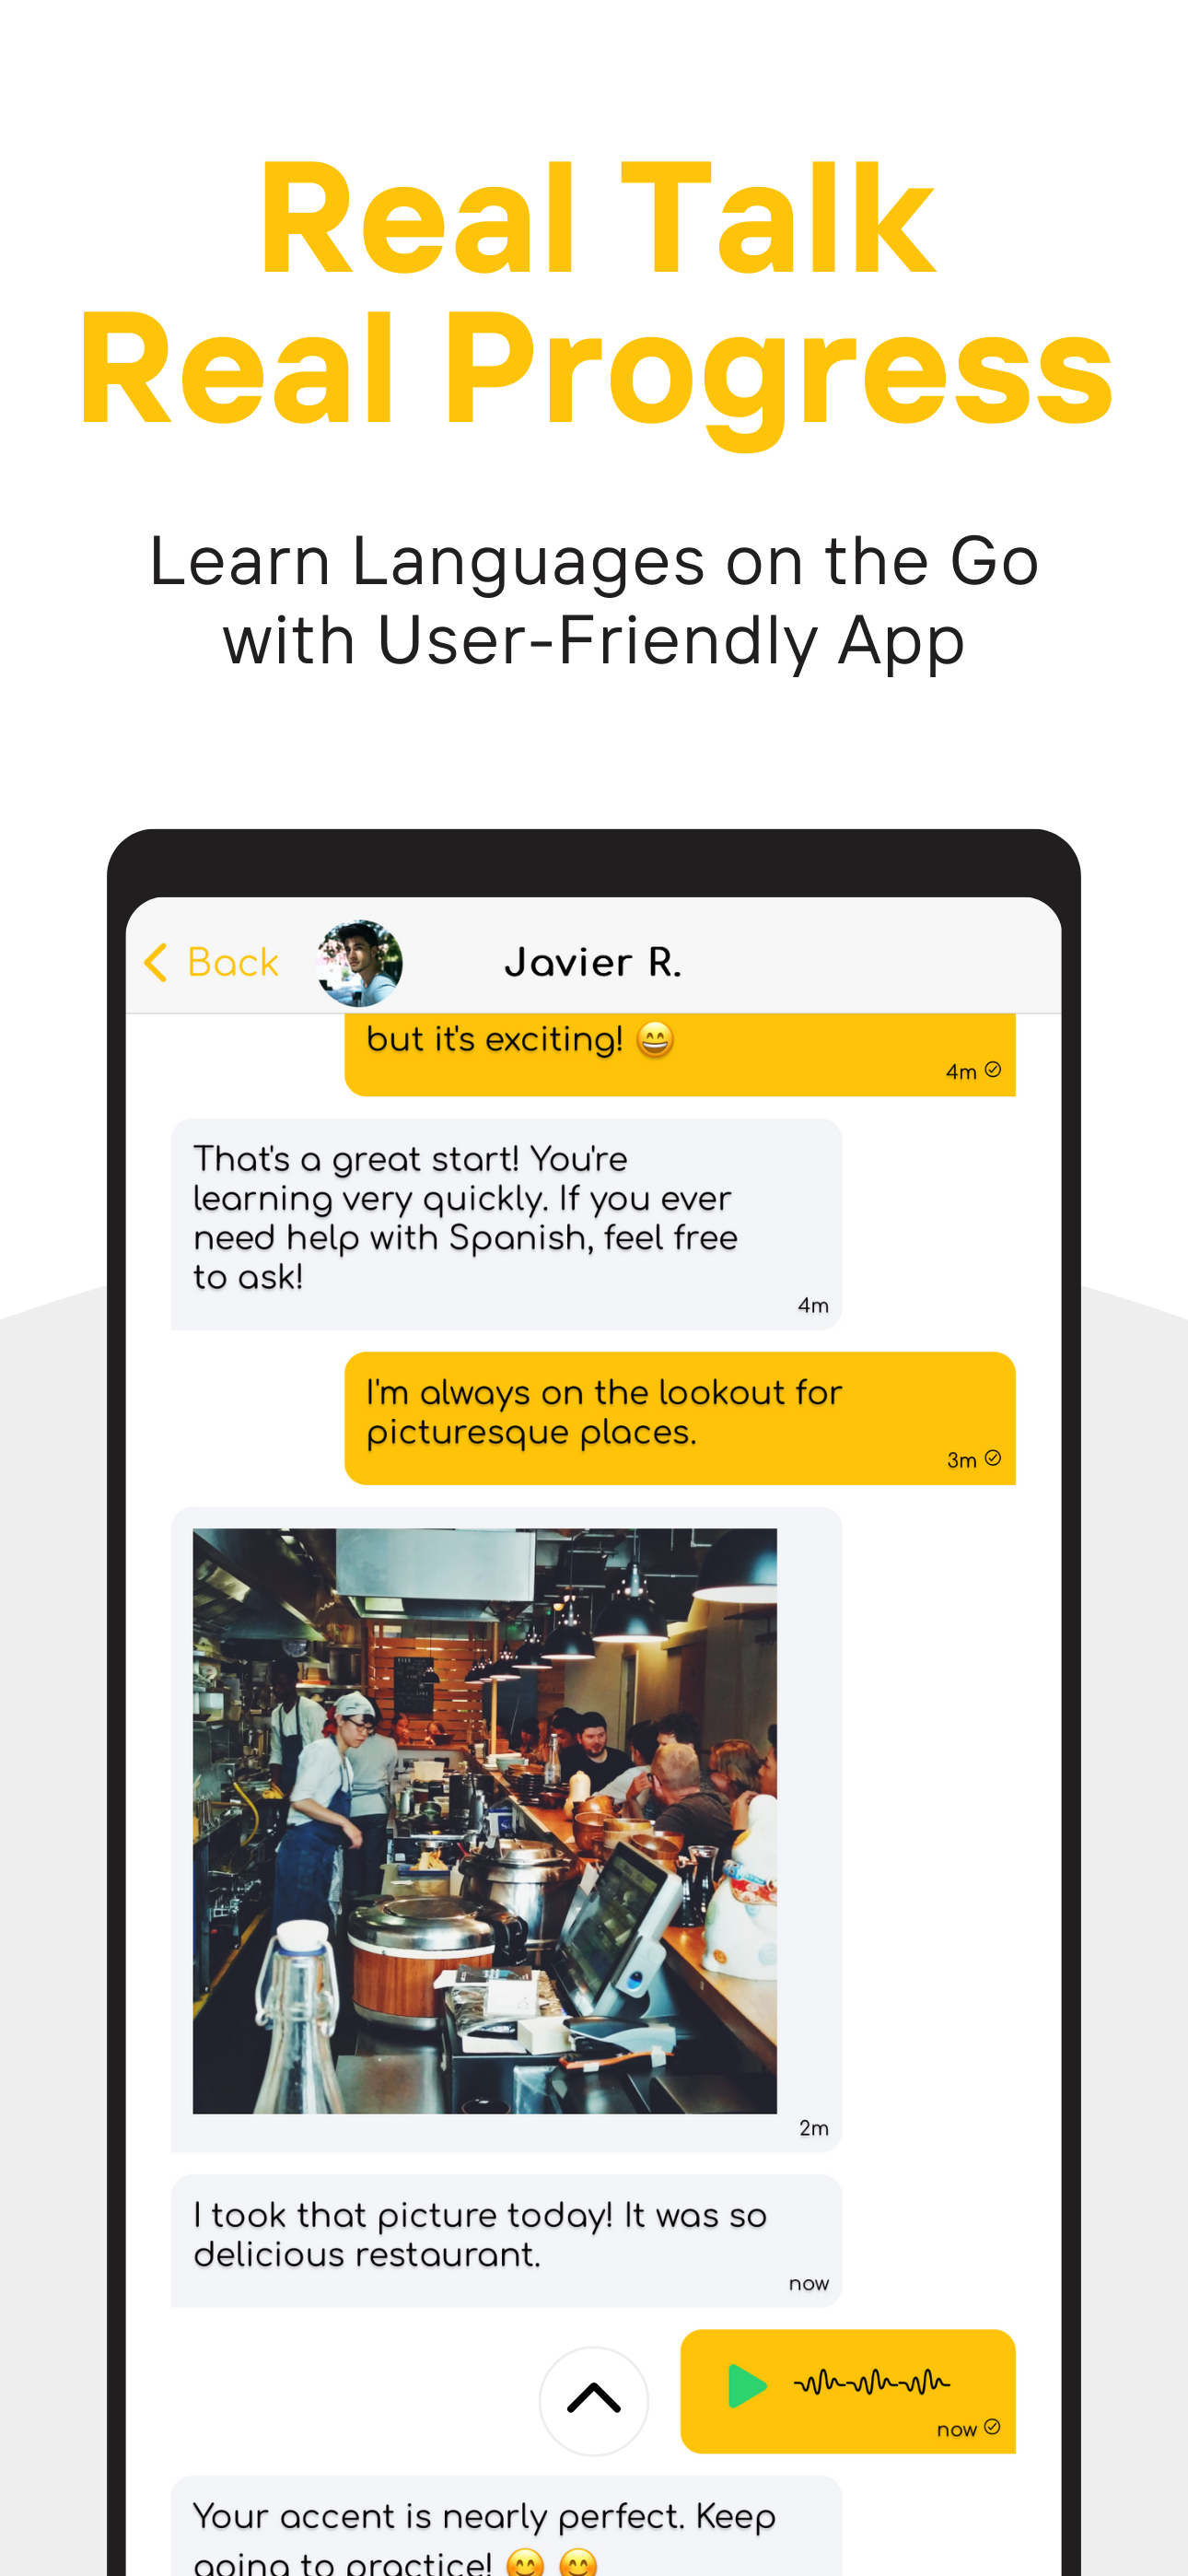 Real Talk
Real Progress
Learn Languages on the Go
with User-Friendly App
Back
Javier R.
but it's exciting! 😄
4m
That's a great start! You're
learning very quickly. If you ever
need help with Spanish, feel free
to ask!
4m
I'm always on the lookout for
picturesque places.
3m
2m
I took that picture today! It was so
delicious restaurant.
now
now
Your accent is nearly perfect. Keep
going to practice! 😊 😊